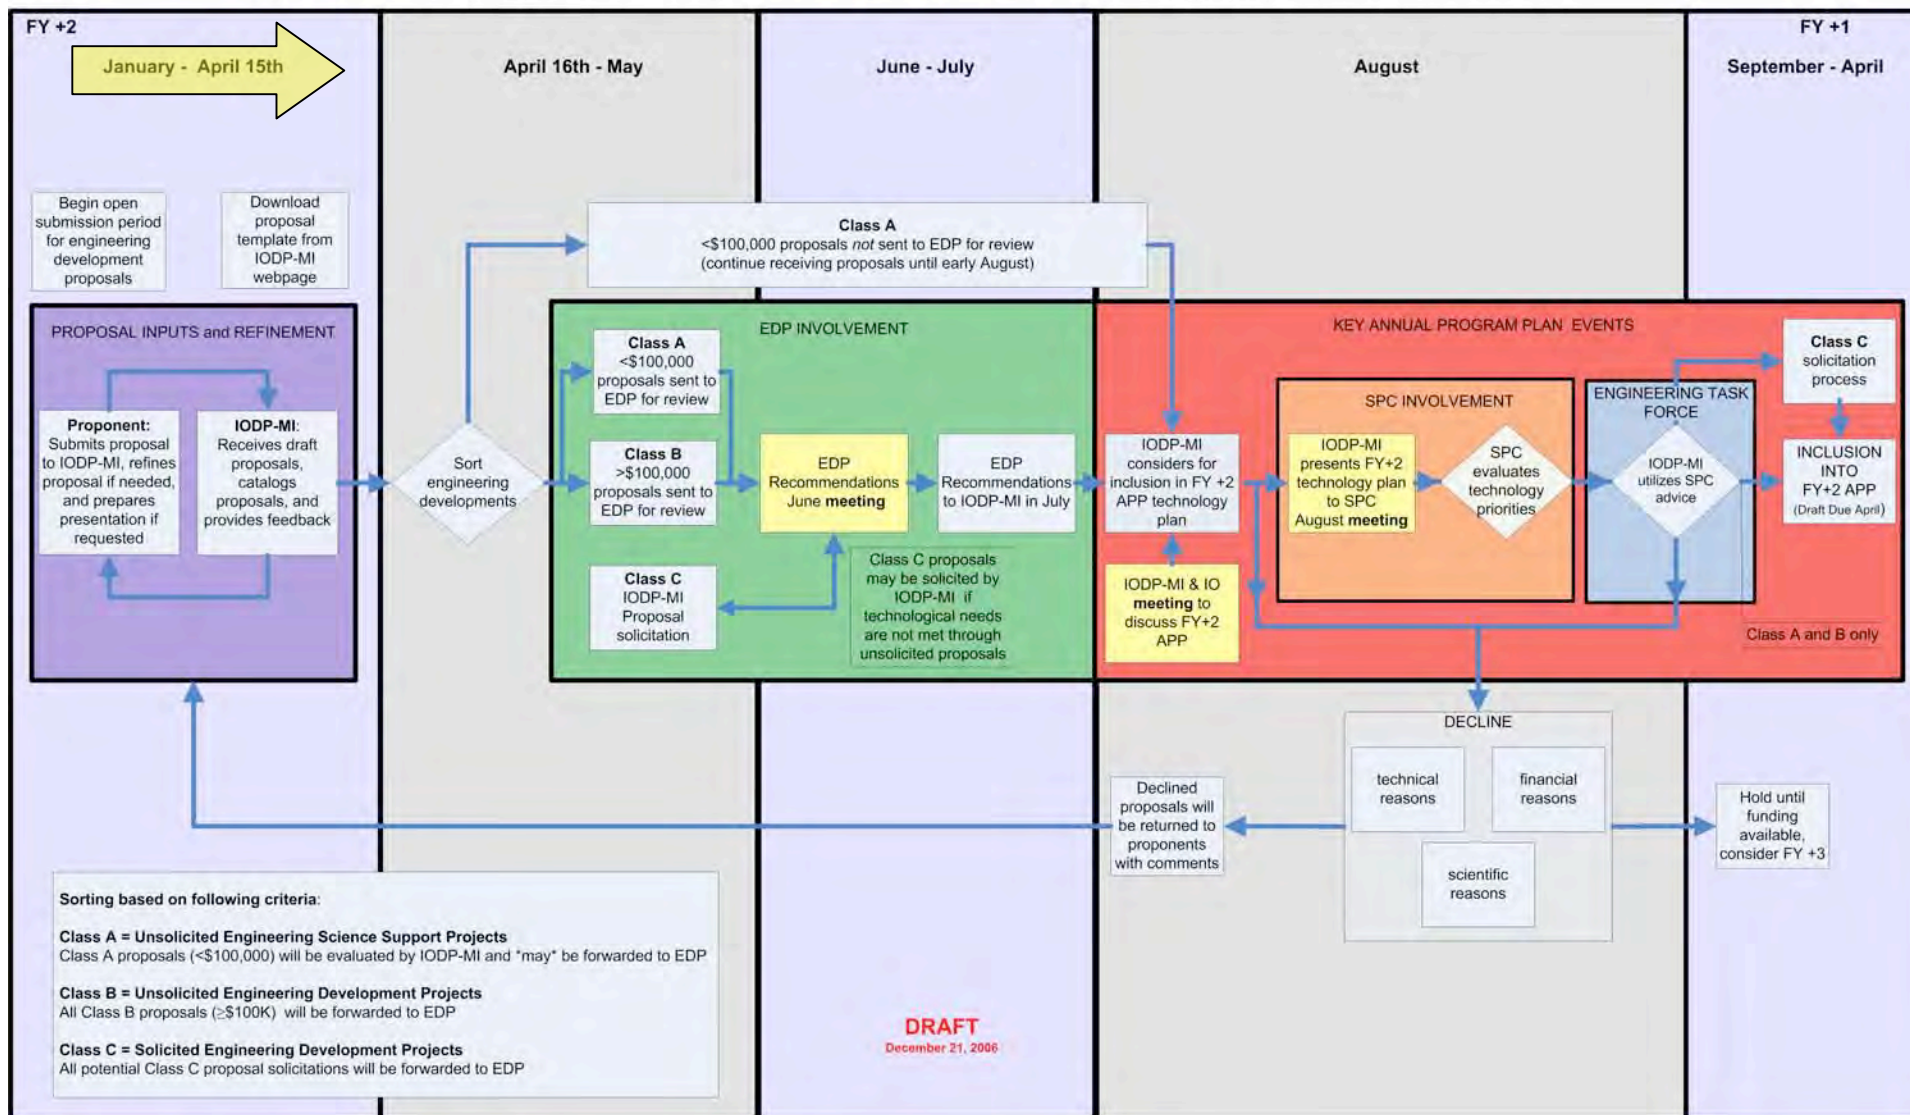 FY +2
January - April 15th
April 16th - May
June - July
August
FY +1
September - April
Begin open
submission period
for engineering
development
proposals
Download
proposal
template from
IODP-MI
webpage
Class A
<$100,000 proposals not sent to EDP for review
(continue receiving proposals until early August)
PROPOSAL INPUTS and REFINEMENT
Proponent:
Submits proposal
to IODP-MI, refines
proposal if needed,
and prepares
presentation if
requested
IODP-MI:
Receives draft
proposals,
catalogs
proposals, and
provides feedback
Sort
engineering
developments
EDP INVOLVEMENT
Class A
<$100,000
proposals sent to
EDP for review
Class B
>$100,000
proposals sent to
EDP for review
Class C
IODP-MI
Proposal
solicitation
EDP
Recommendations
June meeting
EDP
Recommendations
to IODP-MI in July
Class C proposals
may be solicited by
IODP-MI if
technological needs
are not met through
unsolicited proposals
KEY ANNUAL PROGRAM PLAN EVENTS
IODP-MI
considers for
inclusion in FY +2
APP technology
plan
IODP-MI & IO
meeting to
discuss FY+2
APP
SPC INVOLVEMENT
IODP-MI
presents FY+2
technology plan
to SPC
August meeting
SPC
evaluates
technology
priorities
ENGINEERING TASK
FORCE
IODP-MI
utilizes SPC
advice
Class C
solicitation
process
INCLUSION
INTO
FY+2 APP
(Draft Due April)
Class A and B only
DECLINE
technical
reasons
financial
reasons
scientific
reasons
Declined
proposals will
be returned to
proponents
with comments
Hold until
funding
available,
consider FY +3
Sorting based on following criteria:
Class A = Unsolicited Engineering Science Support Projects
Class A proposals (<$100,000) will be evaluated by IODP-MI and *may* be forwarded to EDP
Class B = Unsolicited Engineering Development Projects
All Class B proposals (≥$100K) will be forwarded to EDP
Class C = Solicited Engineering Development Projects
All potential Class C proposal solicitations will be forwarded to EDP
DRAFT
December 21, 2006